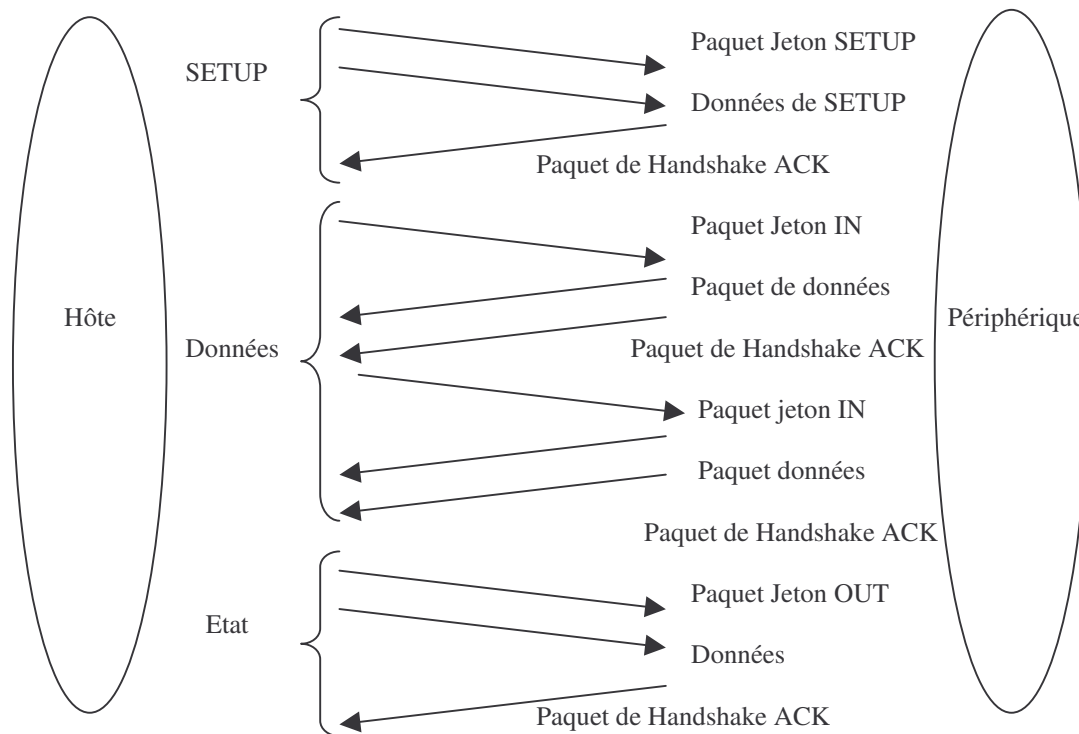 Paquet Jeton SETUP
SETUP
Données de SETUP
Paquet de Handshake ACK
Paquet Jeton IN
Paquet de données
Hôte
Périphérique
Données
Paquet de Handshake ACK
Paquet jeton IN
Paquet données
Paquet de Handshake ACK
Paquet Jeton OUT
Etat
Données
Paquet de Handshake ACK